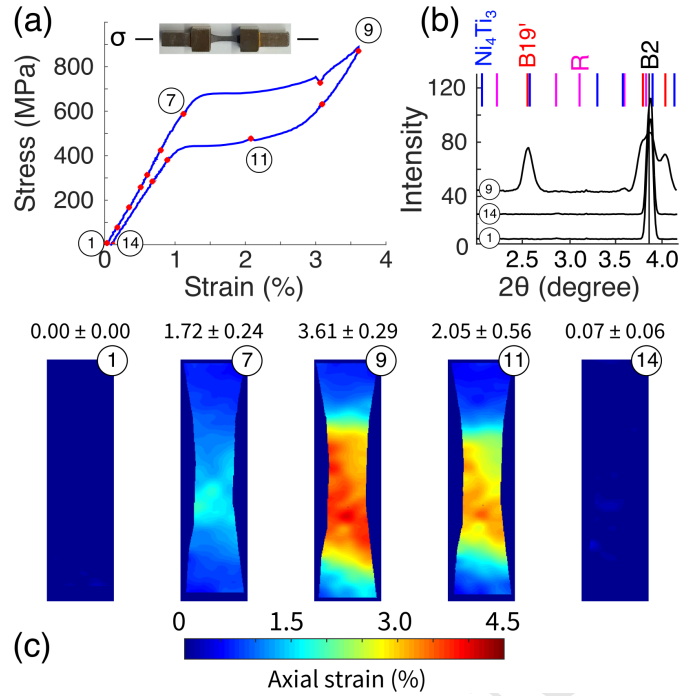 (a)
σ
9
7
11
1
14
800
600
400
200
0
0
1
2
3
4
Stress (MPa)
Strain (%)
(b)
Ni4Ti3
B19'
R
B2
120
80
40
0
9
14
1
2.5
3.0
3.5
4.0
Intensity
2θ (degree)
0.00 ± 0.00
1.72 ± 0.24
3.61 ± 0.29
2.05 ± 0.56
0.07 ± 0.06
1
7
9
11
14
0
1.5
3.0
4.5
(c)
Axial strain (%)